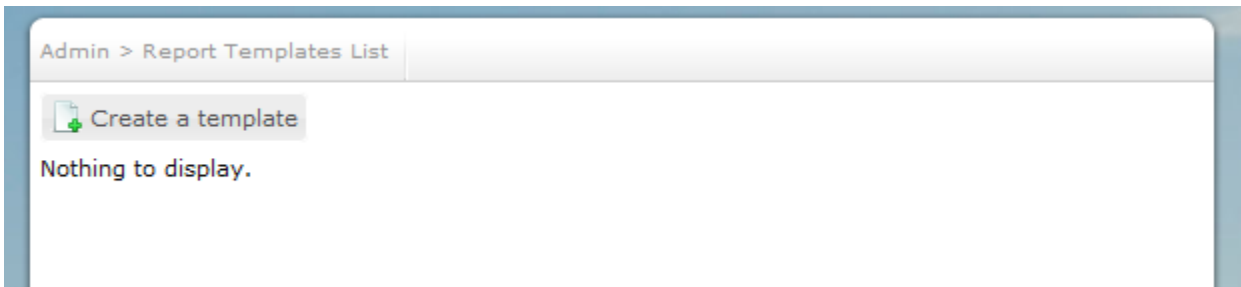 Admin > Report Templates List
Create a template
Nothing to display.